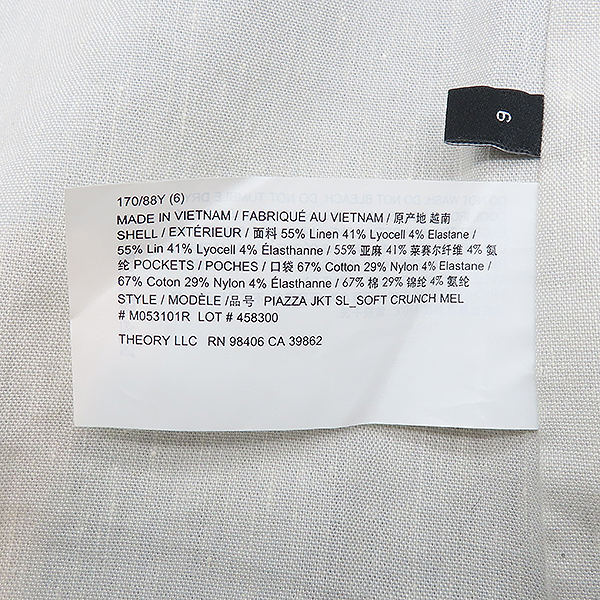 6
170/88Y (6)
MADE IN VIETNAM / FABRIQUÉ AU VIETNAM / 原产地 越南
SHELL / EXTÉRIEUR / 面料 55% Linen 41% Lyocell 4% Elastane /
55% Lin 41% Lyocell 4% Élasthanne / 55% 亚麻 41% 莱赛尔纤维 4% 氨
纶 POCKETS / POCHES / 口袋 67% Cotton 29% Nylon 4% Elastane /
67% Coton 29% Nylon 4% Élasthanne / 67% 棉 29% 锦纶 4% 氨纶
STYLE / MODÈLE /品号 PIAZZA JKT SL_SOFT CRUNCH MEL
# M053101R LOT # 458300
THEORY LLC RN 98406 CA 39862